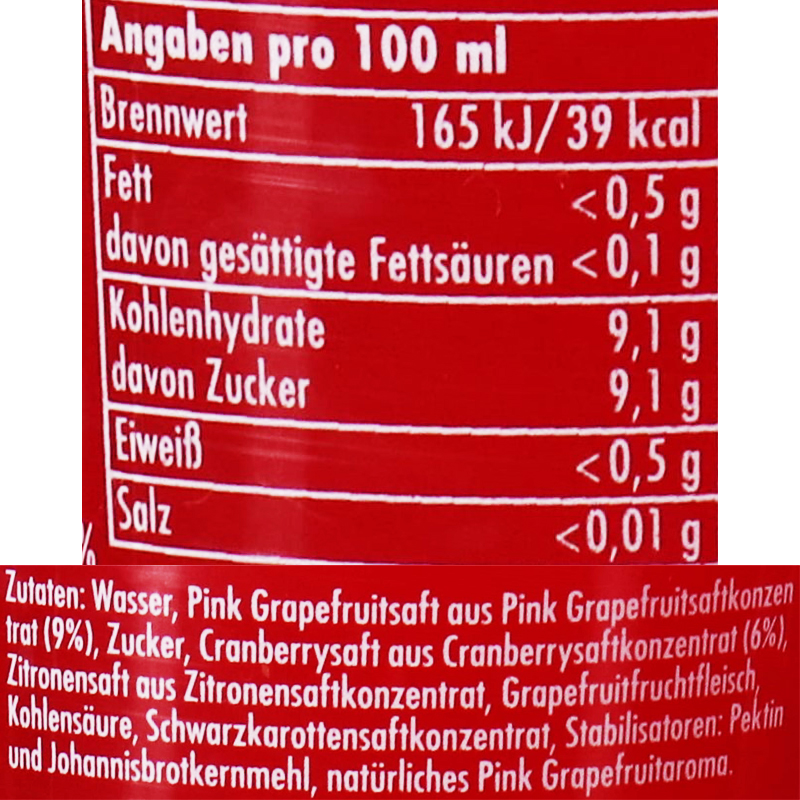 Angaben pro 100 ml
Brennwert 165 kJ/39 kcal
Fett <0,5 g
davon gesättigte Fettsäuren <0,1 g
Kohlenhydrate 9,1 g
davon Zucker 9,1 g
Eiweiß <0,5 g
Salz <0,01 g
%
Zutaten: Wasser, Pink Grapefruitsaft aus Pink Grapefruitsaftkonzen
trat (9%), Zucker, Cranberrysaft aus Cranberrysaftkonzentrat (6%),
Zitronensaft aus Zitronensaftkonzentrat, Grapefruitfruchtfleisch,
Kohlensäure, Schwarzkarottensaftkonzentrat, Stabilisatoren: Pektin
und Johannisbrotkernmehl, natürliches Pink Grapefruitaroma.